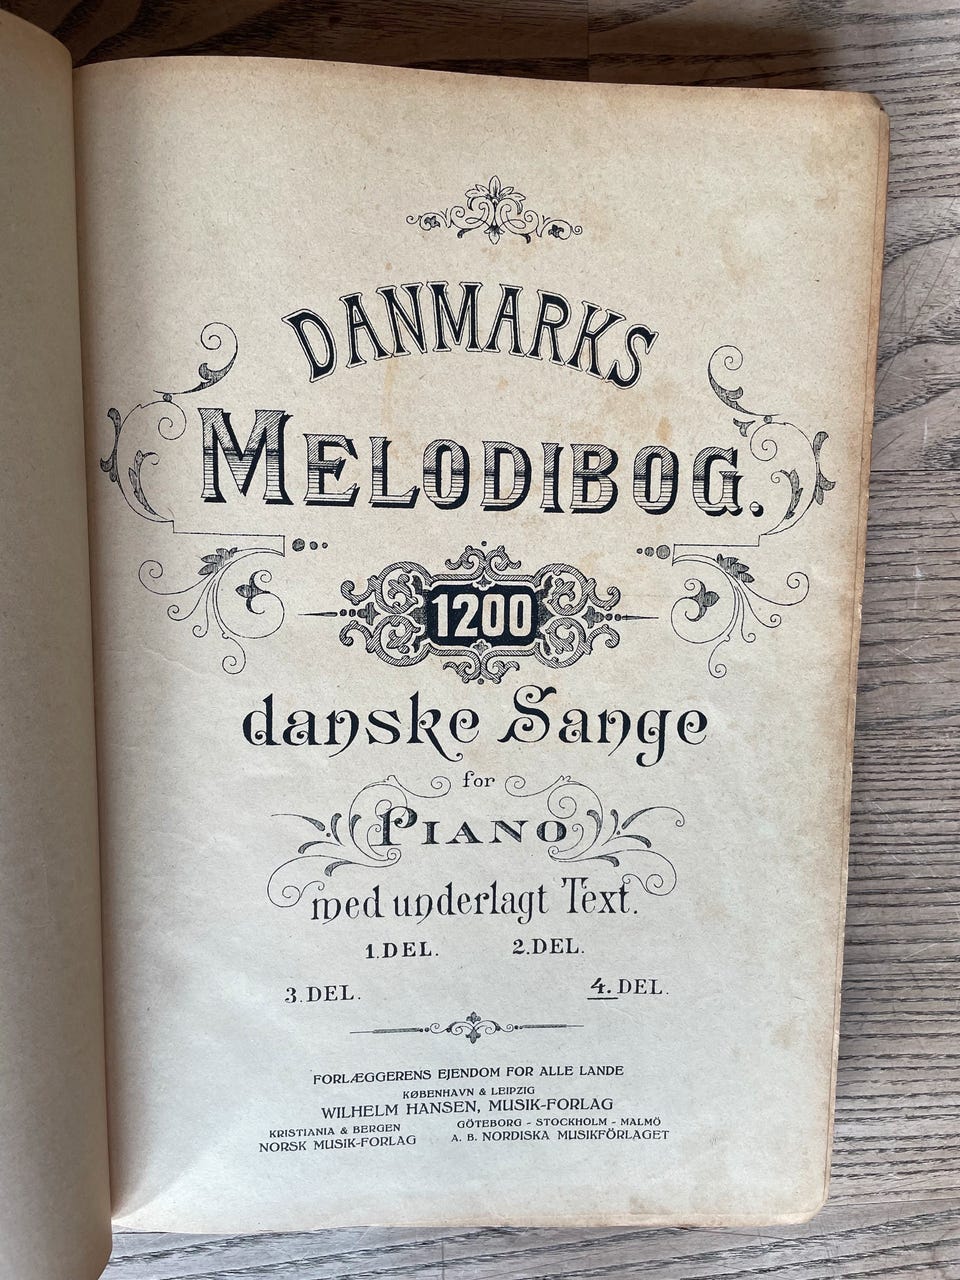 DANMARKS
MELODIBOG.
1200
danske Sange
for
PIANO
med underlagt Text.
1. DEL. 2. DEL.
3. DEL. 4. DEL.
FORLÆGGERENS EJENDOM FOR ALLE LANDE
KØBENHAVN & LEIPZIG
WILHELM HANSEN, MUSIK-FORLAG
KRISTIANIA & BERGEN GÖTEBORG - STOCKHOLM - MALMÖ
NORSK MUSIK-FORLAG A. B. NORDISKA MUSIKFÖRLAGET